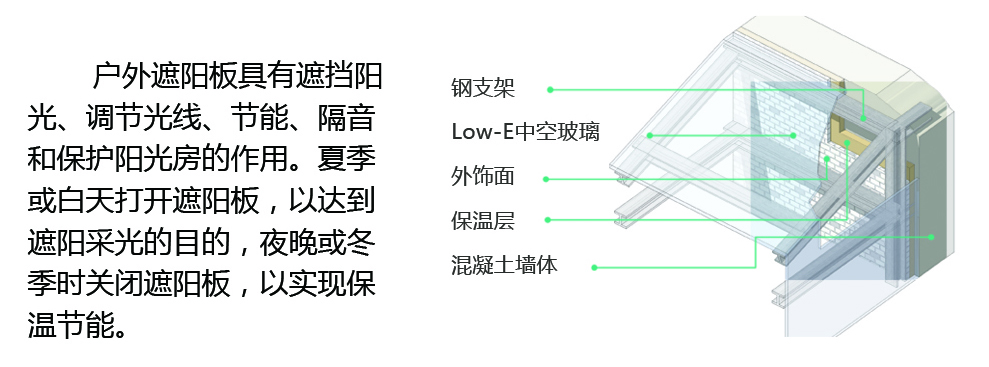 户外遮阳板具有遮挡阳
光、调节光线、节能、隔音
和保护阳光房的作用。夏季
或白天打开遮阳板，以达到
遮阳采光的目的，夜晚或冬
季时关闭遮阳板，以实现保
温节能。
钢支架
Low-E中空玻璃
外饰面
保温层
混凝土墙体